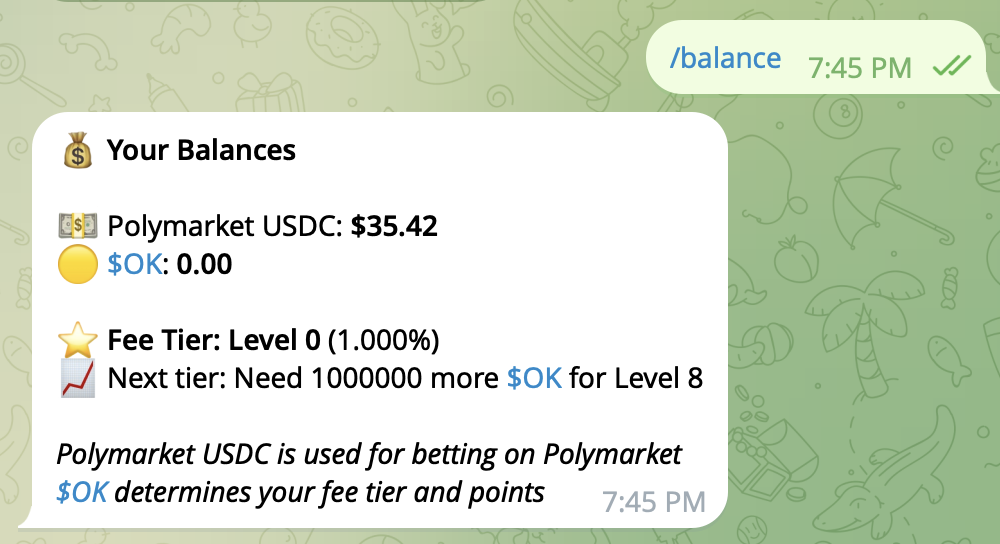 /balance 7:45 PM
Your Balances
Polymarket USDC: $35.42
$OK: 0.00
Fee Tier: Level 0 (1.000%)
Next tier: Need 1000000 more $OK for Level 8
Polymarket USDC is used for betting on Polymarket
$OK determines your fee tier and points 7:45 PM